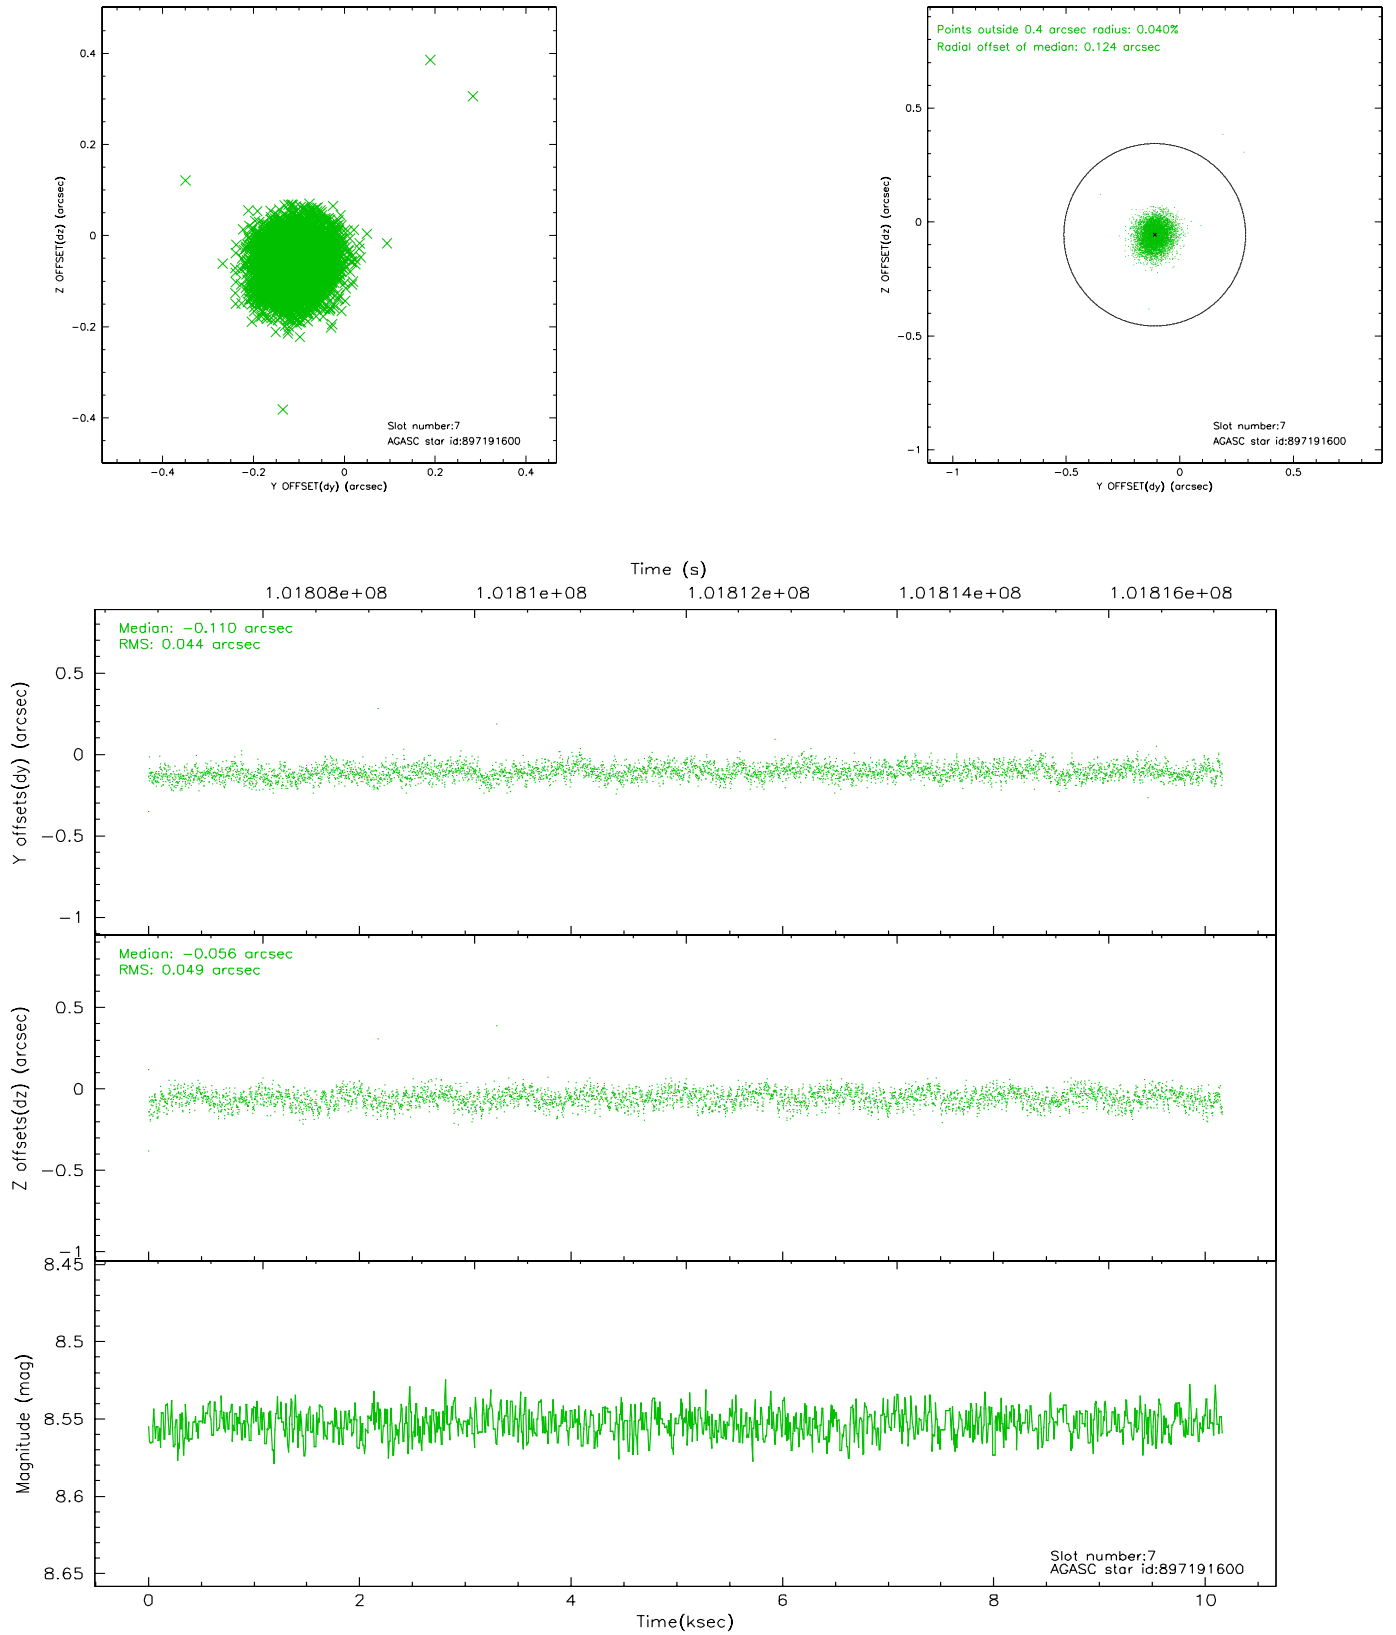 0.4
0.2
0
−0.2
−0.4
Z OFFSET(dz) (arcsec)
−0.4 −0.2 0 0.2 0.4
Y OFFSET(dy) (arcsec)
Slot number:7
AGASC star id:897191600
Points outside 0.4 arcsec radius: 0.040%
Radial offset of median: 0.124 arcsec
0.5
0
−0.5
−1
Z OFFSET(dz) (arcsec)
−1 −0.5 0 0.5
Y OFFSET(dy) (arcsec)
Slot number:7
AGASC star id:897191600
Time (s)
1.01808e+08 1.0181e+08 1.01812e+08 1.01814e+08 1.01816e+08
Median: −0.110 arcsec
RMS: 0.044 arcsec
0.5
0
−0.5
−1
Y offsets(dy) (arcsec)
Median: −0.056 arcsec
RMS: 0.049 arcsec
0.5
0
−0.5
−1
Z offsets(dz) (arcsec)
8.45
8.5
8.55
8.6
8.65
Magnitude (mag)
Slot number:7
AGASC star id:897191600
0 2 4 6 8 10
Time(ksec)